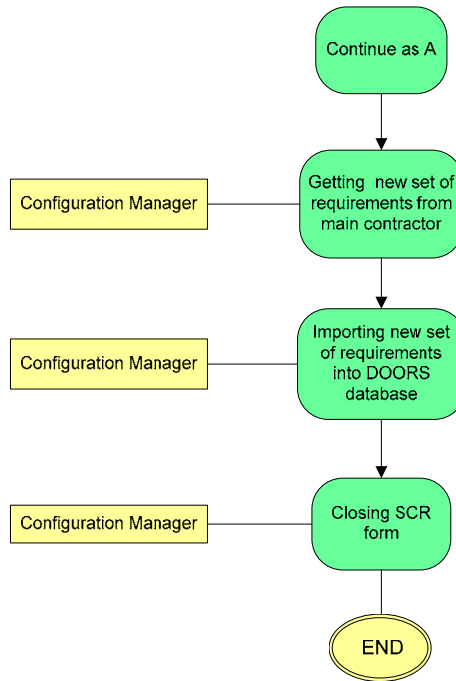 Continue as A
Configuration Manager
Getting new set of
requirements from
main contractor
Configuration Manager
Importing new set
of requirements
into DOORS
database
Configuration Manager
Closing SCR
form
END